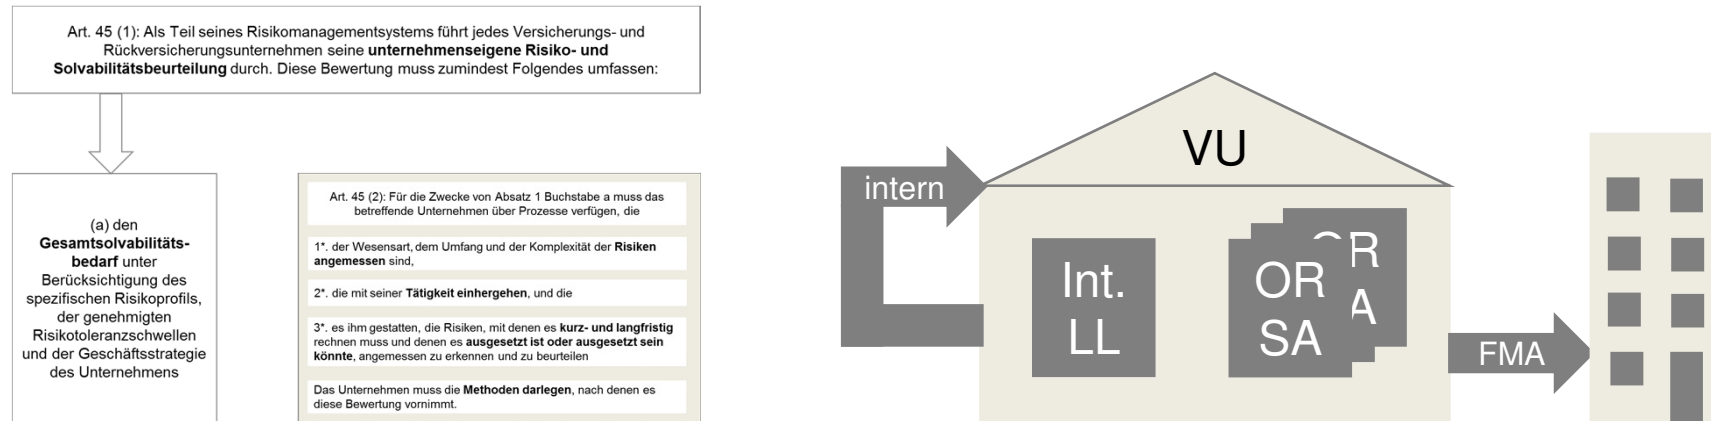 Art. 45 (1): Als Teil seines Risikomanagementsystems führt jedes Versicherungs- und
Rückversicherungsunternehmen seine unternehmenseigene Risiko- und
Solvabilitätsbeurteilung durch. Diese Bewertung muss zumindest Folgendes umfassen:
(a) den
Gesamtsolvabilitäts-
bedarf unter
Berücksichtigung des
spezifischen Risikoprofils,
der genehmigten
Risikotoleranzschwellen
und der Geschäftsstrategie
des Unternehmens
Art. 45 (2): Für die Zwecke von Absatz 1 Buchstabe a muss das
betreffende Unternehmen über Prozesse verfügen, die
1*. der Wesensart, dem Umfang und der Komplexität der Risiken
angemessen sind,
2*. die mit seiner Tätigkeit einhergehen, und die
3*. es ihm gestatten, die Risiken, mit denen es kurz- und langfristig
rechnen muss und denen es ausgesetzt ist oder ausgesetzt sein
könnte, angemessen zu erkennen und zu beurteilen
Das Unternehmen muss die Methoden darlegen, nach denen es
diese Bewertung vornimmt.
VU
intern
Int.
LL
OR
SA
FMA